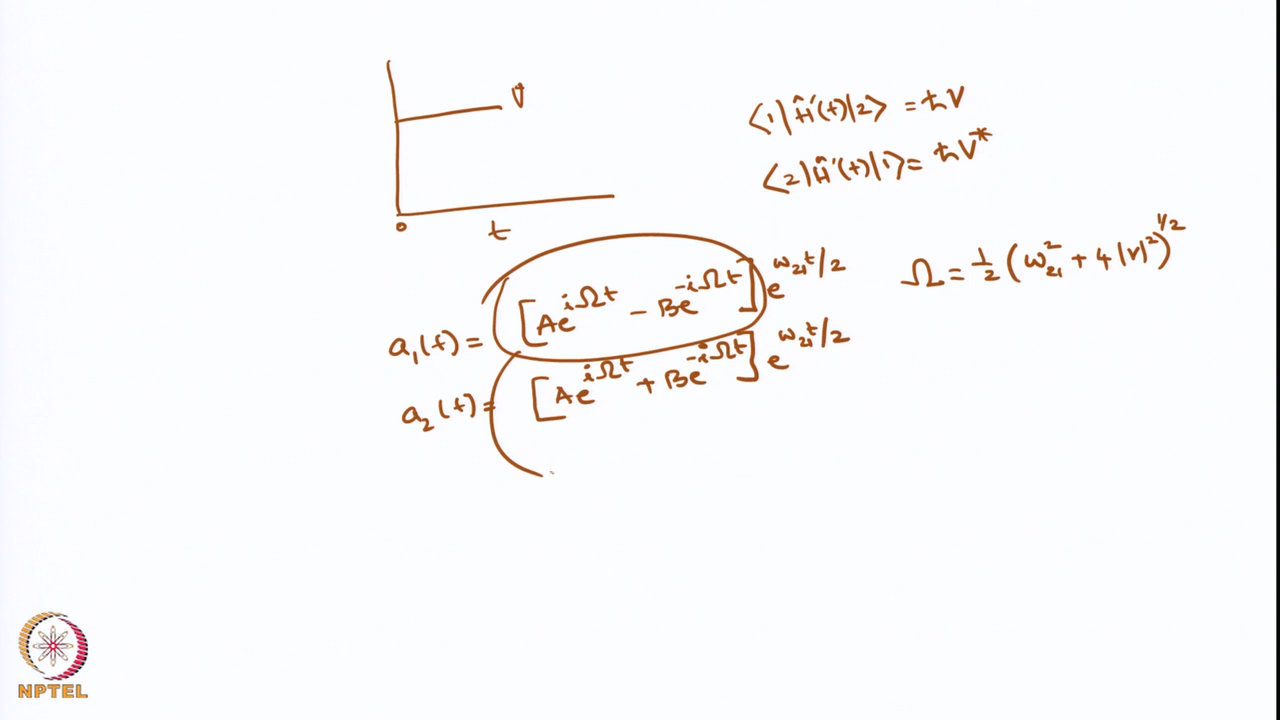 V
⟨1|Ĥ'(t)|2⟩ = ħV
⟨2|Ĥ'(t)|1⟩ = ħV*
0
t
a₁(t) = [Ae^{iΩt} − Be^{−iΩt}] e^{ω₂₁t/2}
Ω = 1/2 (ω₂₁² + 4|V|²)^{1/2}
a₂(t) = [Ae^{iΩt} + Be^{−iΩt}] e^{ω₂₁t/2}
NPTEL